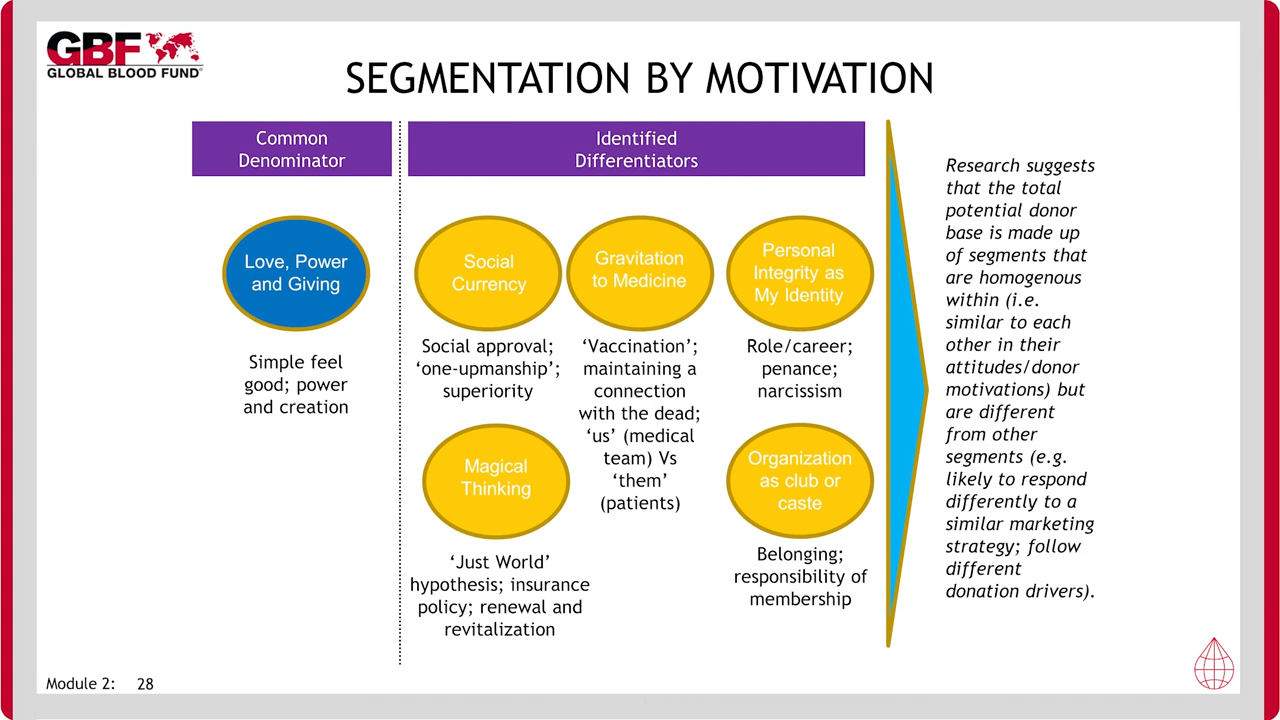 GBF
GLOBAL BLOOD FUND®
SEGMENTATION BY MOTIVATION
Common
Denominator
Identified
Differentiators
Love, Power
and Giving
Simple feel
good; power
and creation
Social
Currency
Social approval;
‘one-upmanship’;
superiority
Gravitation
to Medicine
‘Vaccination’;
maintaining a
connection
with the dead;
‘us’ (medical
team) Vs
‘them’
(patients)
Personal
Integrity as
My Identity
Role/career;
penance;
narcissism
Magical
Thinking
‘Just World’
hypothesis; insurance
policy; renewal and
revitalization
Organization
as club or
caste
Belonging;
responsibility of
membership
Research suggests
that the total
potential donor
base is made up
of segments that
are homogenous
within (i.e.
similar to each
other in their
attitudes/donor
motivations) but
are different
from other
segments (e.g.
likely to respond
differently to a
similar marketing
strategy; follow
different
donation drivers).
Module 2: 28